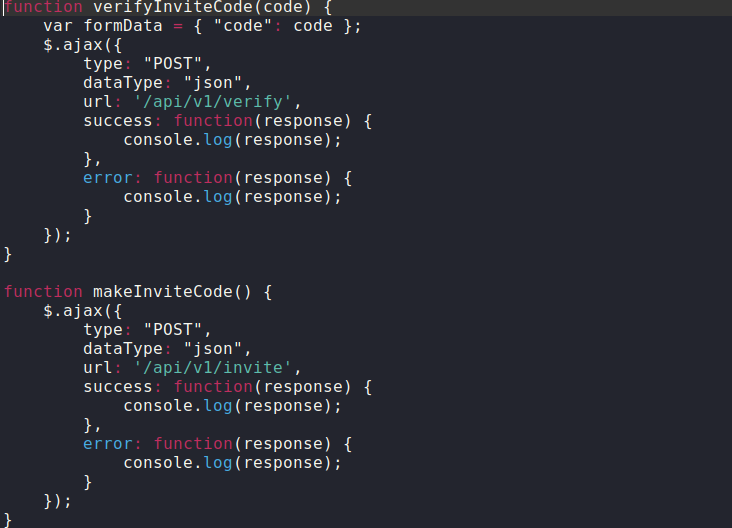 function verifyInviteCode(code) {
    var formData = { "code": code };
    $.ajax({
        type: "POST",
        dataType: "json",
        url: '/api/v1/verify',
        success: function(response) {
            console.log(response);
        },
        error: function(response) {
            console.log(response);
        }
    });
}

function makeInviteCode() {
    $.ajax({
        type: "POST",
        dataType: "json",
        url: '/api/v1/invite',
        success: function(response) {
            console.log(response);
        },
        error: function(response) {
            console.log(response);
        }
    });
}